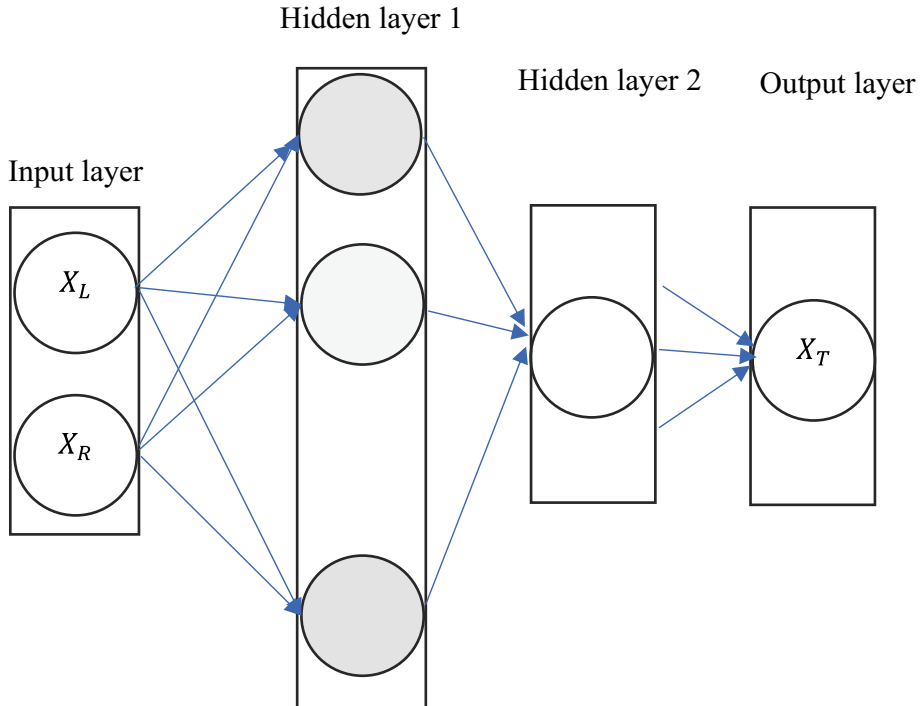 Hidden layer 1
Hidden layer 2
Output layer
Input layer
X_L
X_R
X_T